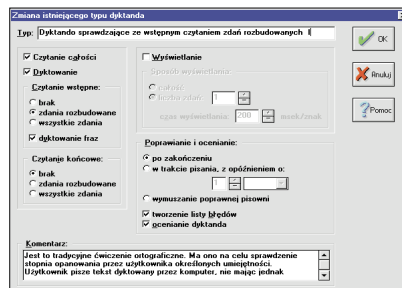 Zmiana istniejącego typu dyktanda
Typ: Dyktando sprawdzające ze wstępnym czytaniem zdań rozbudowanych
Czytanie całości
Dyktowanie
Czytanie wstępne:
brak
zdania rozbudowane
wszystkie zdania
dyktowanie fraz
Czytanie końcowe:
brak
zdania rozbudowane
wszystkie zdania
Wyświetlanie
Sposób wyświetlania:
całość
liczba zdań 1
czas wyświetlania: 200 msek/znak
Poprawianie i ocenianie:
po zakończeniu
w trakcie pisania, z opóźnieniem o:
1
wymuszanie poprawnej pisowni
tworzenie listy błędów
ocenianie dyktanda
OK
Anuluj
Pomoc
Komentarz:
Jest to tradycyjne ćwiczenie ortograficzne. Ma ono na celu sprawdzenie
stopnia opanowania przez użytkownika określonych umiejętności.
Użytkownik pisze tekst dyktowany przez komputer, nie mając jednak